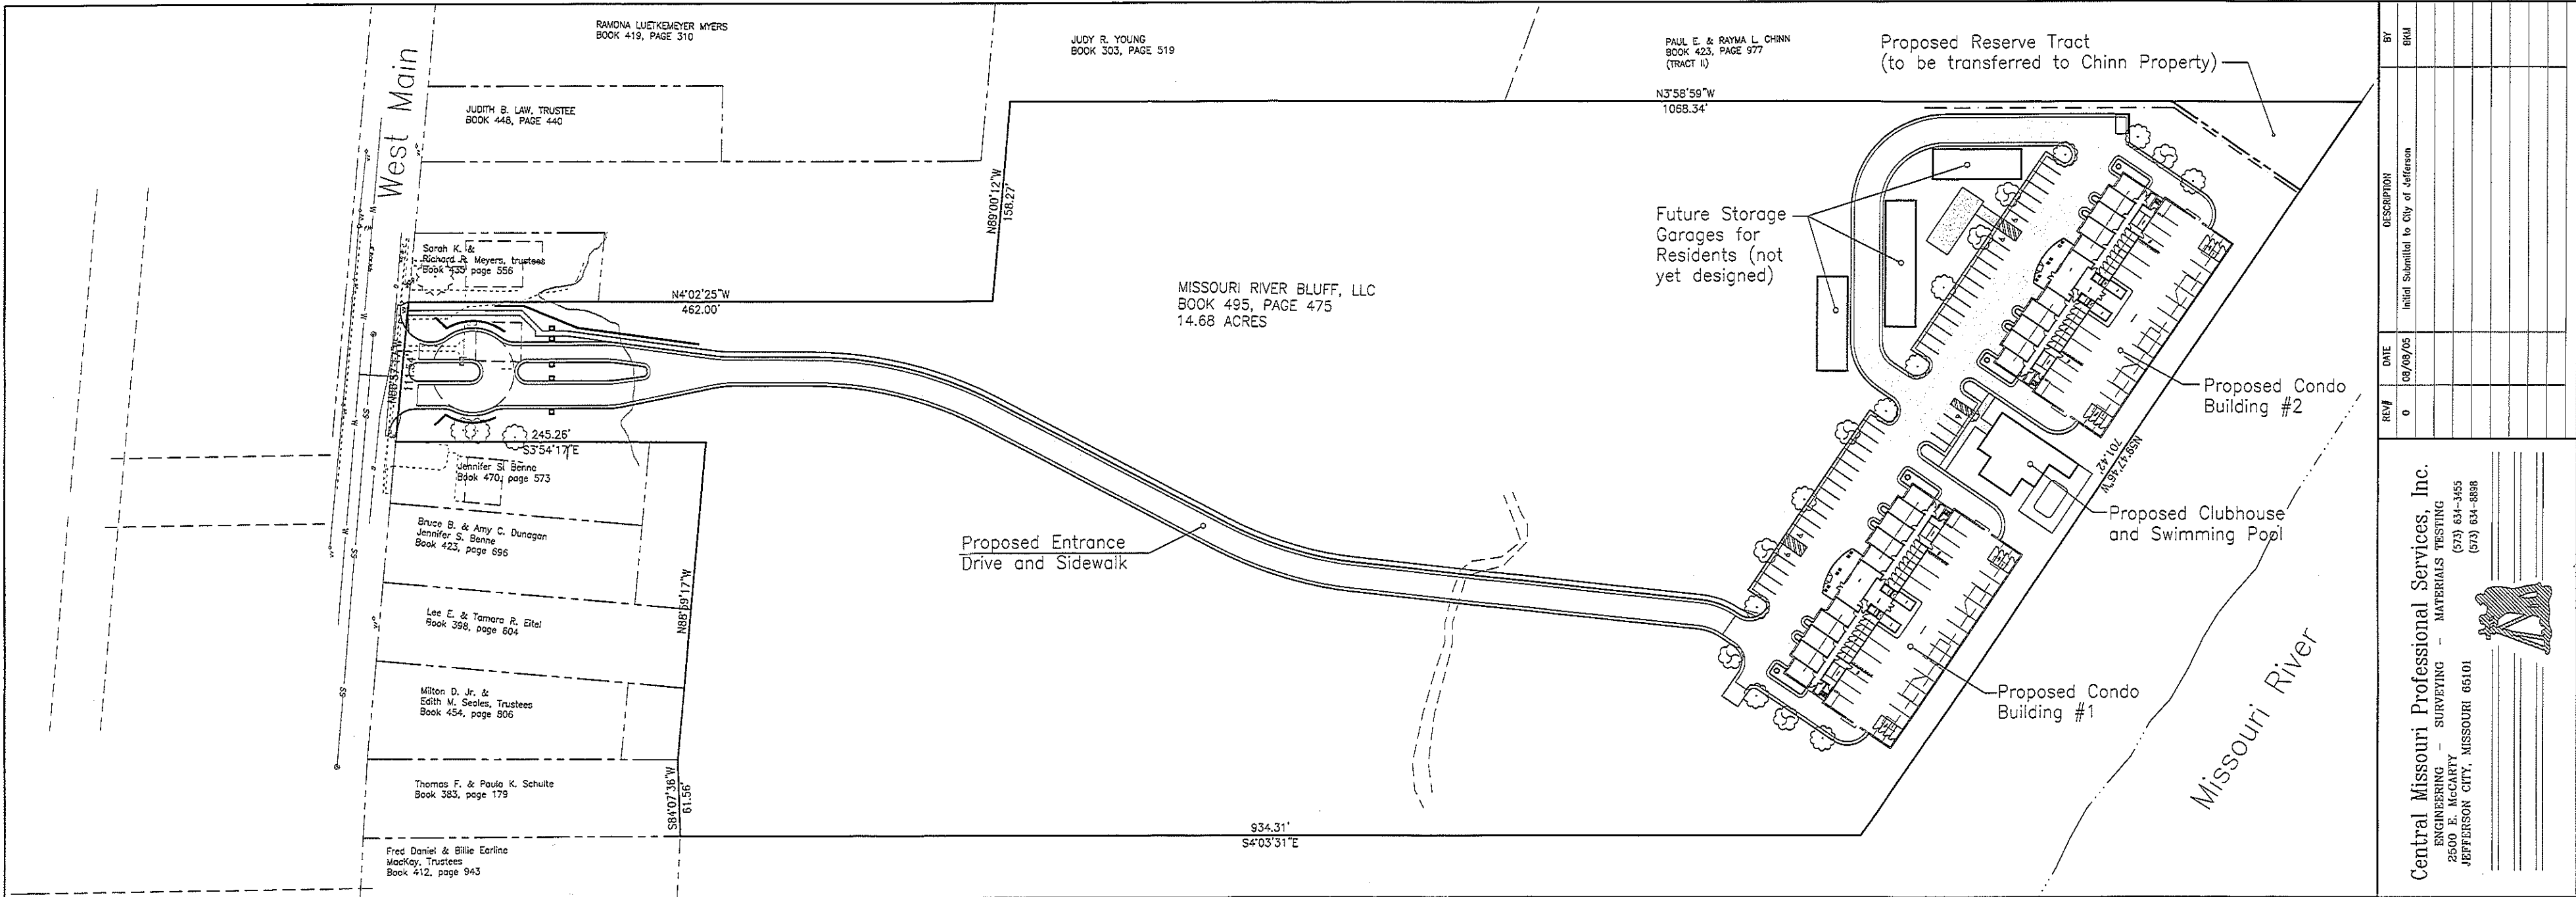 RAMONA LUETKEMEYER MYERS
BOOK 419, PAGE 310
JUDY R. YOUNG
BOOK 303, PAGE 519
PAUL E. & RAYMA L. CHINN
BOOK 423, PAGE 977
(TRACT II)
Proposed Reserve Tract
(to be transferred to Chinn Property)
West Main
JUDITH B. LAW, TRUSTEE
BOOK 448, PAGE 440
N3°58'59"W
1068.34'
N89°00'12"W
158.27'
Sarah K. &
Richard R. Meyers, trustees
Book 435 page 556
N4°02'25"W
462.00'
MISSOURI RIVER BLUFF, LLC
BOOK 495, PAGE 475
14.68 ACRES
Future Storage
Garages for
Residents (not
yet designed)
Proposed Condo
Building #2
N59°47'46"W
701.42'
Proposed Clubhouse
and Swimming Pool
245.26'
S3°54'17"E
Jennifer S. Benne
Book 470, page 573
Bruce B. & Amy C. Dunagan
Jennifer S. Benne
Book 423, page 696
Proposed Entrance
Drive and Sidewalk
Lee E. & Tamara R. Eitel
Book 398, page 604
Milton D. Jr. &
Edith M. Seales, Trustees
Book 454, page 806
Proposed Condo
Building #1
Missouri River
Thomas F. & Paula K. Schulte
Book 383, page 179
S84°07'36"W
61.56'
934.31'
S4°03'31"E
Fred Daniel & Billie Earline
MacKay, Trustees
Book 412, page 943
REV# DATE DESCRIPTION BY
0 08/08/05 Initial Submittal to City of Jefferson BKM
Central Missouri Professional Services, Inc.
ENGINEERING - SURVEYING - MATERIALS TESTING
2500 E. McCARTY (573) 634-3455
JEFFERSON CITY, MISSOURI 65101 (573) 634-8898